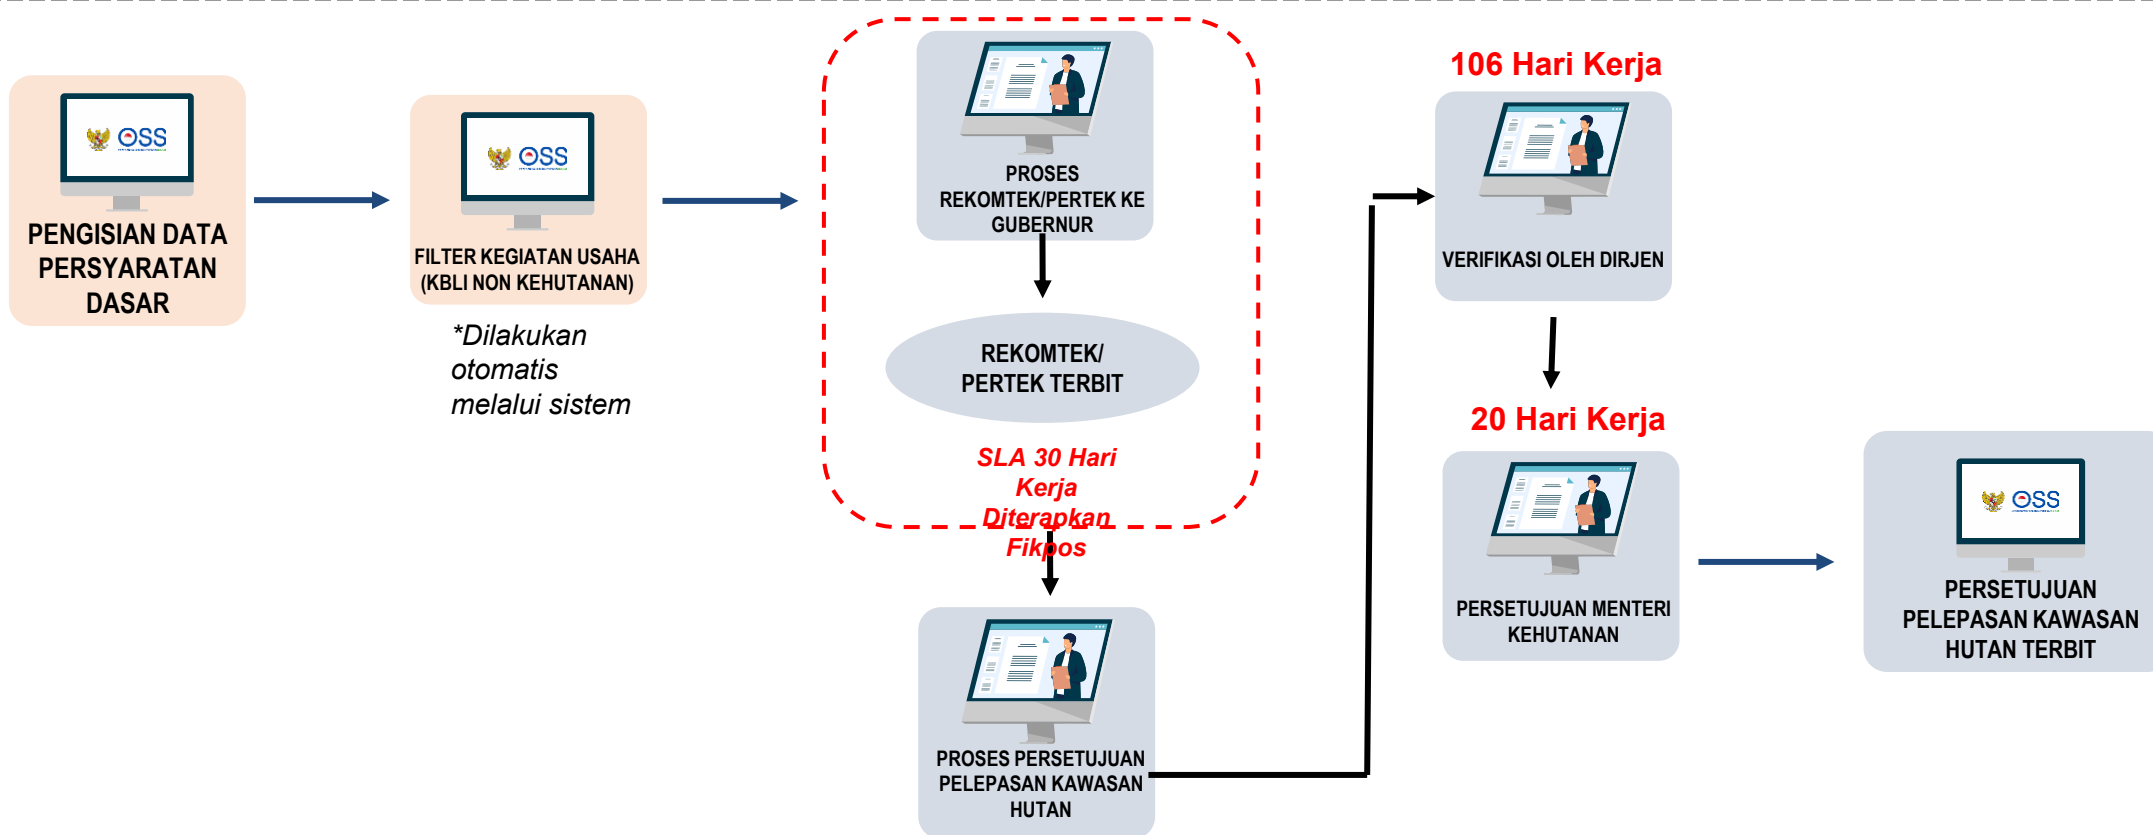 OSS
PENGISIAN DATA
PERSYARATAN
DASAR
OSS
FILTER KEGIATAN USAHA
(KBLI NON KEHUTANAN)
*Dilakukan
otomatis
melalui sistem
PROSES
REKOMTEK/PERTEK KE
GUBERNUR
REKOMTEK/
PERTEK TERBIT
SLA 30 Hari
Kerja
Diterapkan
Fikpos
PROSES PERSETUJUAN
PELEPASAN KAWASAN
HUTAN
106 Hari Kerja
VERIFIKASI OLEH DIRJEN
20 Hari Kerja
PERSETUJUAN MENTERI
KEHUTANAN
OSS
PERSETUJUAN
PELEPASAN KAWASAN
HUTAN TERBIT